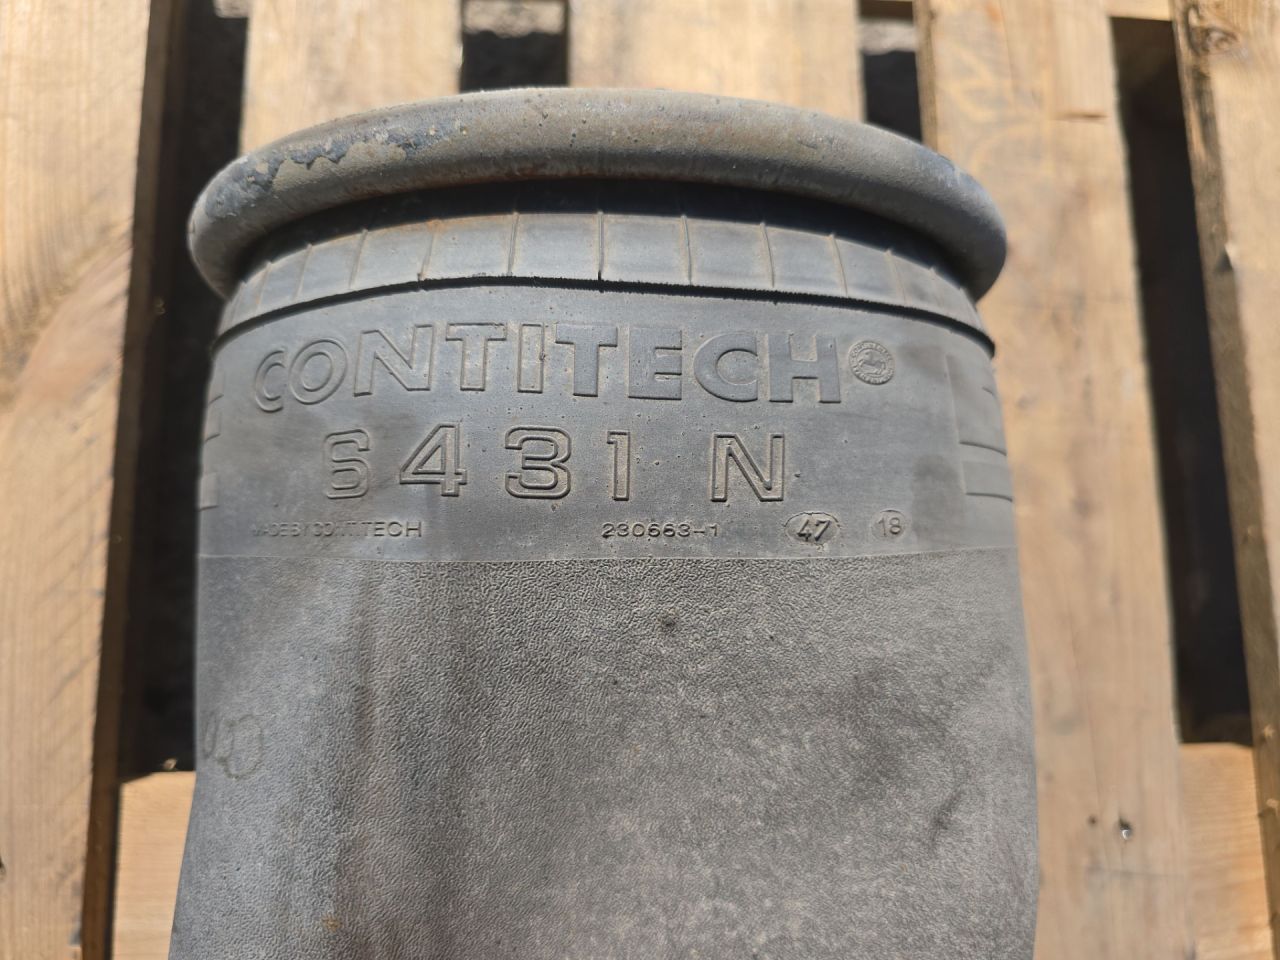 CONTITECH
6431 N
MADE BY CONTITECH 230663-1 47 18